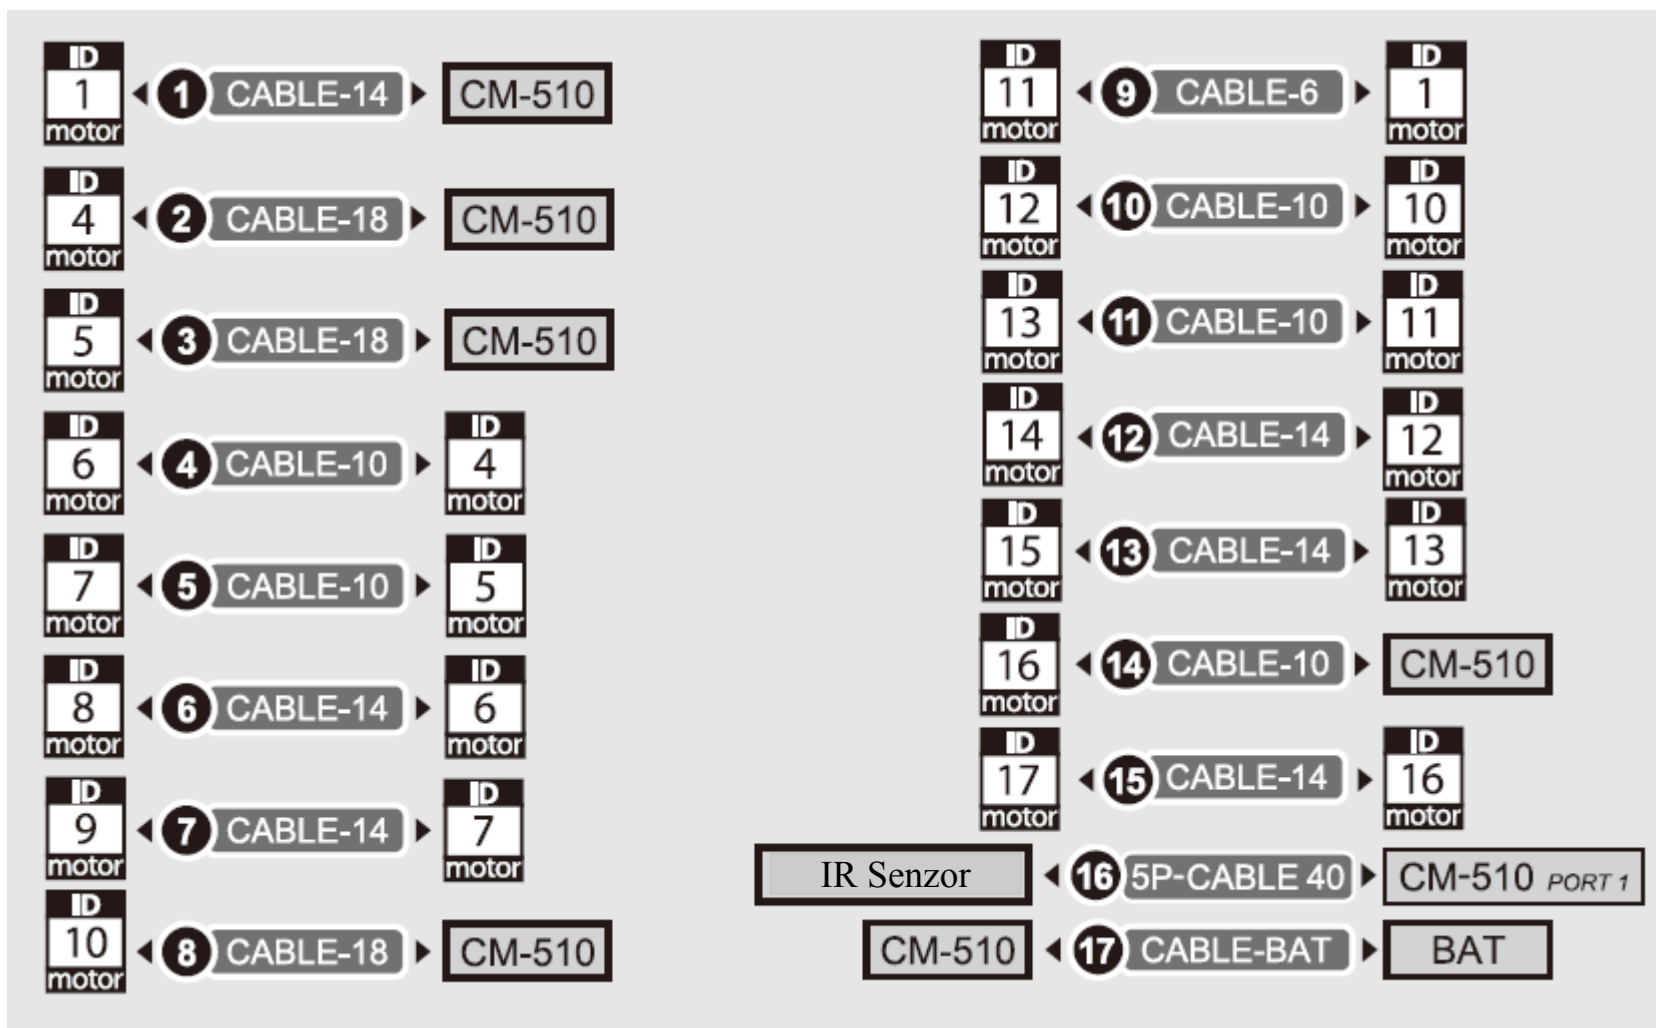 ID
1
motor
1 CABLE-14 CM-510
ID
4
motor
2 CABLE-18 CM-510
ID
5
motor
3 CABLE-18 CM-510
ID ID
6 4 CABLE-10 4
motor motor
ID ID
7 5 CABLE-10 5
motor motor
ID ID
8 6 CABLE-14 6
motor motor
ID ID
9 7 CABLE-14 7
motor motor
ID
10
motor
8 CABLE-18 CM-510
ID ID
11 9 CABLE-6 1
motor motor
ID ID
12 10 CABLE-10 10
motor motor
ID ID
13 11 CABLE-10 11
motor motor
ID ID
14 12 CABLE-14 12
motor motor
ID ID
15 13 CABLE-14 13
motor motor
ID
16
motor
14 CABLE-10 CM-510
ID ID
17 15 CABLE-14 16
motor motor
IR Senzor 16 5P-CABLE 40 CM-510 PORT 1
CM-510 17 CABLE-BAT BAT